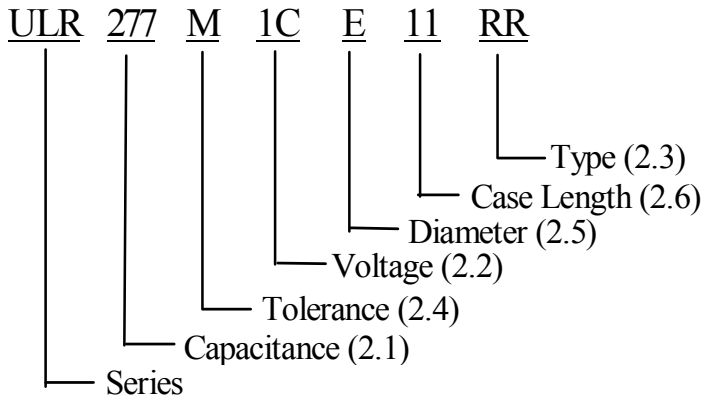 ULR 277 M 1C E 11 RR
Type (2.3)
Case Length (2.6)
Diameter (2.5)
Voltage (2.2)
Tolerance (2.4)
Capacitance (2.1)
Series